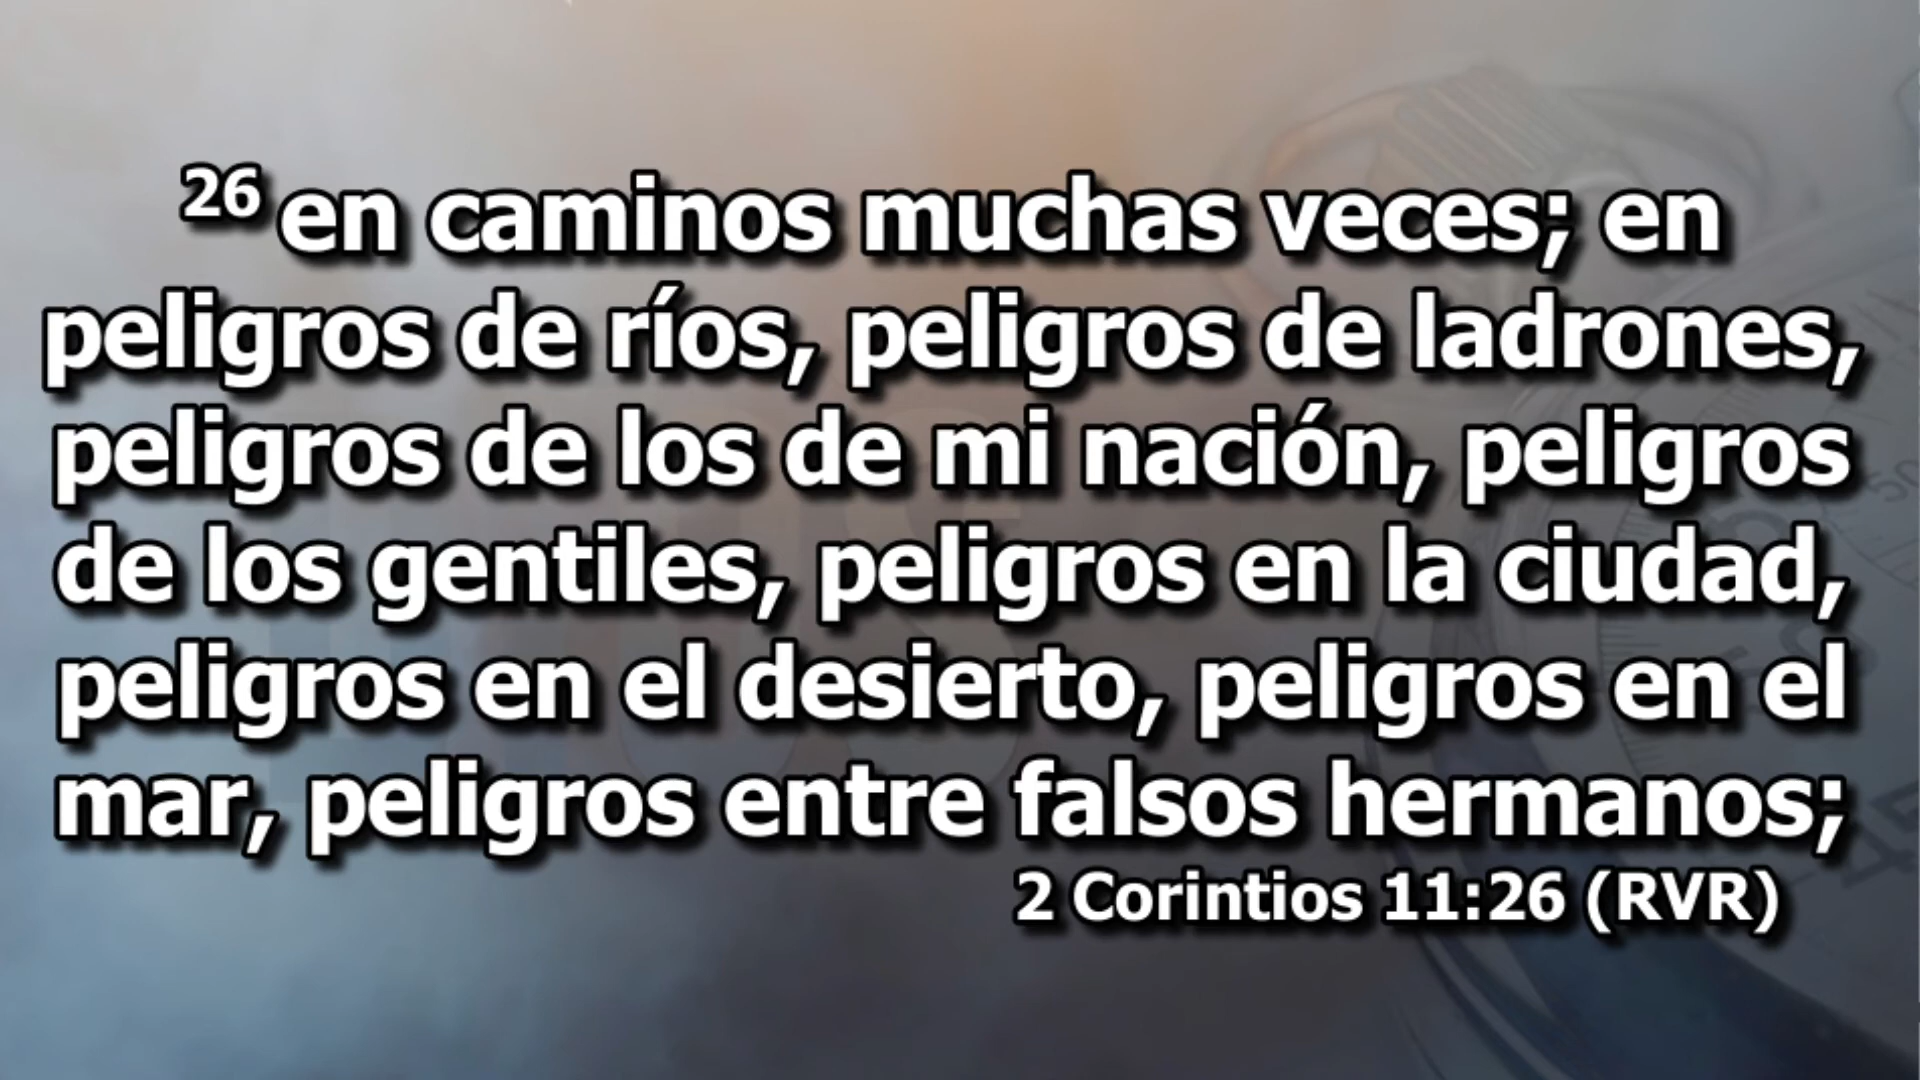 26 en caminos muchas veces; en
peligros de ríos, peligros de ladrones,
peligros de los de mi nación, peligros
de los gentiles, peligros en la ciudad,
peligros en el desierto, peligros en el
mar, peligros entre falsos hermanos;
2 Corintios 11:26 (RVR)